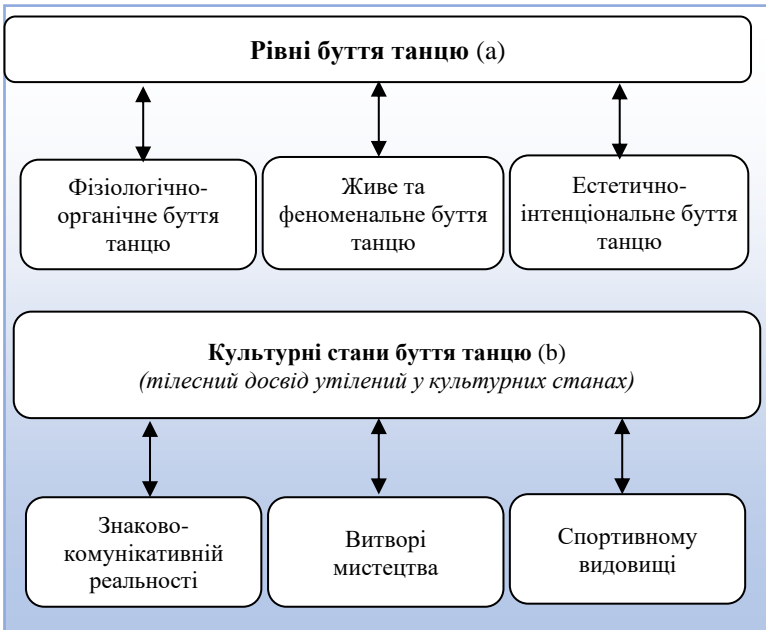 Рівні буття танцю (a)
Фізіологічно-
органічне буття
танцю
Живе та
феноменальне буття
танцю
Естетично-
інтенціональне буття
танцю
Культурні стани буття танцю (b)
(тілесний досвід утілений у культурних станах)
Знаково-
комунікативній
реальності
Витворі
мистецтва
Спортивному
видовищі